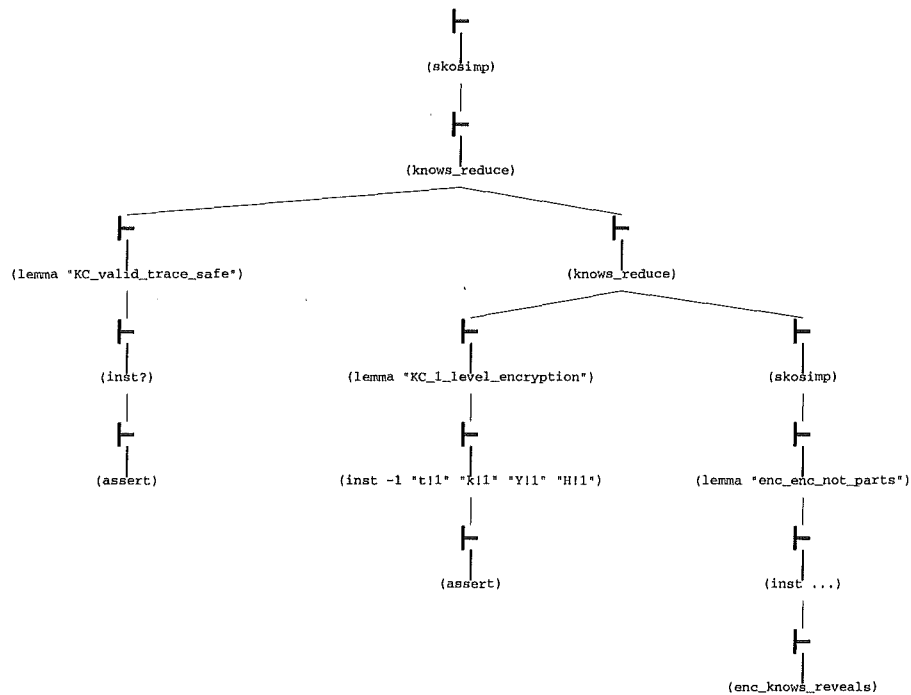 (skosimp)
(knows_reduce)
(lemma "KC_valid_trace_safe")
(knows_reduce)
(inst?)
(lemma "KC_1_level_encryption")
(skosimp)
(assert)
(inst -1 "t!1" "k!1" "Y!1" "H!1")
(lemma "enc_enc_not_parts")
(assert)
(inst ...)
(enc_knows_reveals)